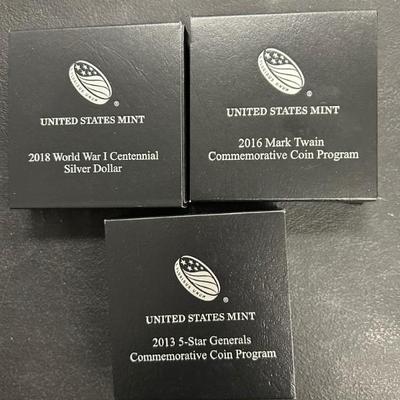 UNITED STATES MINT
2018 World War I Centennial
Silver Dollar
UNITED STATES MINT
2016 Mark Twain
Commemorative Coin Program
UNITED STATES MINT
2013 5-Star Generals
Commemorative Coin Program